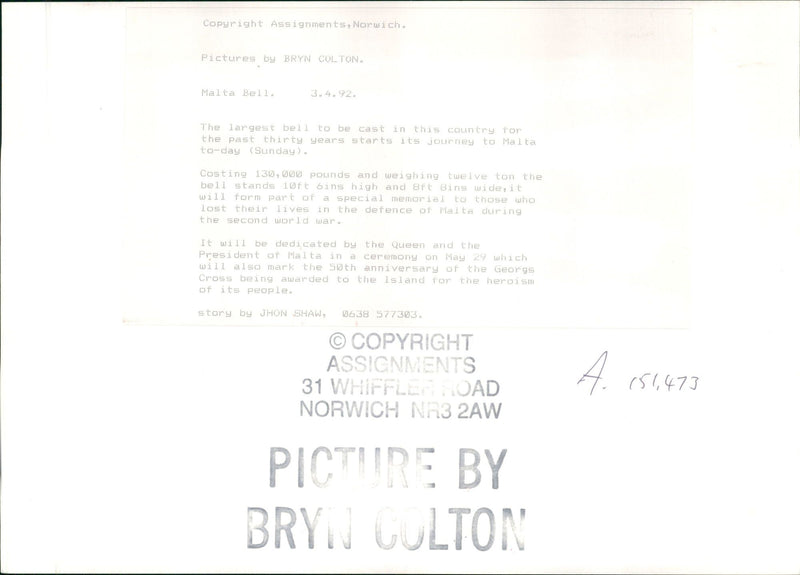 Copyright Assignments,Norwich.
Pictures by BRYN COLTON.
Malta Bell. 3.4.92.
The largest bell to be cast in this country for
the past thirty years starts its journey to Malta
to-day (Sunday).
Costing 130,000 pounds and weighing twelve ton the
bell stands 10ft 6ins high and 8ft 8ins wide,it
will form part of a special memorial to those who
lost their lives in the defence of Malta during
the second world war.
It will be dedicated by the Queen and the
President of Malta in a ceremony on May 29 which
will also mark the 50th anniversary of the Georgs
Cross being awarded to the Island for the heroism
of its people.
story by JHON SHAW, 0638 577303.
© COPYRIGHT
ASSIGNMENTS
31 WHIFFLER ROAD
NORWICH NR3 2AW
A. 151,473
PICTURE BY
BRYN COLTON